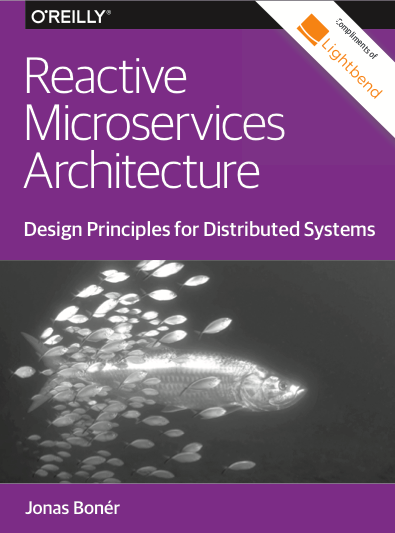 O'REILLY®
Compliments of
Lightbend
Reactive
Microservices
Architecture
Design Principles for Distributed Systems
Jonas Bonér